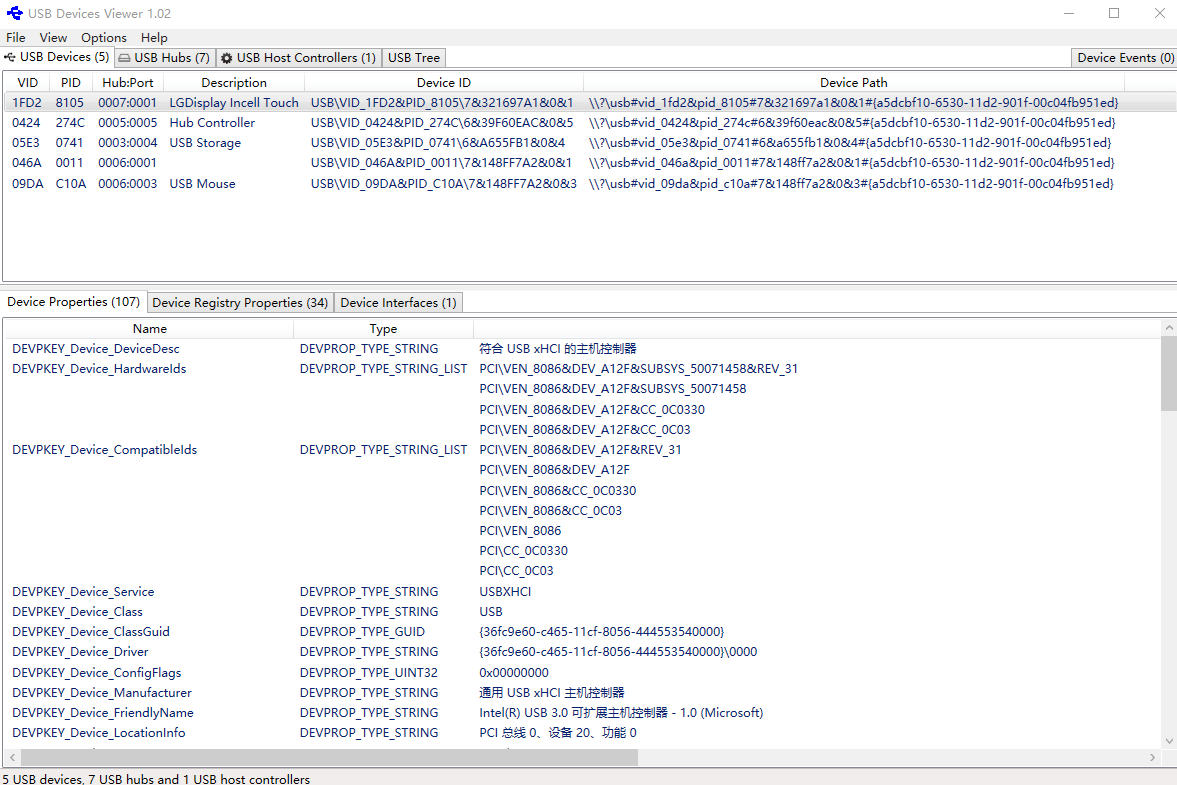 USB Devices Viewer 1.02
File View Options Help
USB Devices (5) USB Hubs (7) USB Host Controllers (1) USB Tree Device Events (0)
VID PID Hub:Port Description Device ID Device Path
1FD2 8105 0007:0001 LGDisplay Incell Touch USB\VID_1FD2&PID_8105\7&321697A1&0&1 \\?\usb#vid_1fd2&pid_8105#7&321697a1&0&1#{a5dcbf10-6530-11d2-901f-00c04fb951ed}
0424 274C 0005:0005 Hub Controller USB\VID_0424&PID_274C\6&39F60EAC&0&5 \\?\usb#vid_0424&pid_274c#6&39f60eac&0&5#{a5dcbf10-6530-11d2-901f-00c04fb951ed}
05E3 0741 0003:0004 USB Storage USB\VID_05E3&PID_0741\6&A655FB1&0&4 \\?\usb#vid_05e3&pid_0741#6&a655fb1&0&4#{a5dcbf10-6530-11d2-901f-00c04fb951ed}
046A 0011 0006:0001 USB\VID_046A&PID_0011\7&148FF7A2&0&1 \\?\usb#vid_046a&pid_0011#7&148ff7a2&0&1#{a5dcbf10-6530-11d2-901f-00c04fb951ed}
09DA C10A 0006:0003 USB Mouse USB\VID_09DA&PID_C10A\7&148FF7A2&0&3 \\?\usb#vid_09da&pid_c10a#7&148ff7a2&0&3#{a5dcbf10-6530-11d2-901f-00c04fb951ed}
Device Properties (107) Device Registry Properties (34) Device Interfaces (1)
Name Type
DEVPKEY_Device_DeviceDesc DEVPROP_TYPE_STRING 符合 USB xHCI 的主机控制器
DEVPKEY_Device_HardwareIds DEVPROP_TYPE_STRING_LIST PCI\VEN_8086&DEV_A12F&SUBSYS_50071458&REV_31
PCI\VEN_8086&DEV_A12F&SUBSYS_50071458
PCI\VEN_8086&DEV_A12F&CC_0C0330
PCI\VEN_8086&DEV_A12F&CC_0C03
DEVPKEY_Device_CompatibleIds DEVPROP_TYPE_STRING_LIST PCI\VEN_8086&DEV_A12F&REV_31
PCI\VEN_8086&DEV_A12F
PCI\VEN_8086&CC_0C0330
PCI\VEN_8086&CC_0C03
PCI\VEN_8086
PCI\CC_0C0330
PCI\CC_0C03
DEVPKEY_Device_Service DEVPROP_TYPE_STRING USBXHCI
DEVPKEY_Device_Class DEVPROP_TYPE_STRING USB
DEVPKEY_Device_ClassGuid DEVPROP_TYPE_GUID {36fc9e60-c465-11cf-8056-444553540000}
DEVPKEY_Device_Driver DEVPROP_TYPE_STRING {36fc9e60-c465-11cf-8056-444553540000}\0000
DEVPKEY_Device_ConfigFlags DEVPROP_TYPE_UINT32 0x00000000
DEVPKEY_Device_Manufacturer DEVPROP_TYPE_STRING 通用 USB xHCI 主机控制器
DEVPKEY_Device_FriendlyName DEVPROP_TYPE_STRING Intel(R) USB 3.0 可扩展主机控制器 - 1.0 (Microsoft)
DEVPKEY_Device_LocationInfo DEVPROP_TYPE_STRING PCI 总线 0、设备 20、功能 0
5 USB devices, 7 USB hubs and 1 USB host controllers